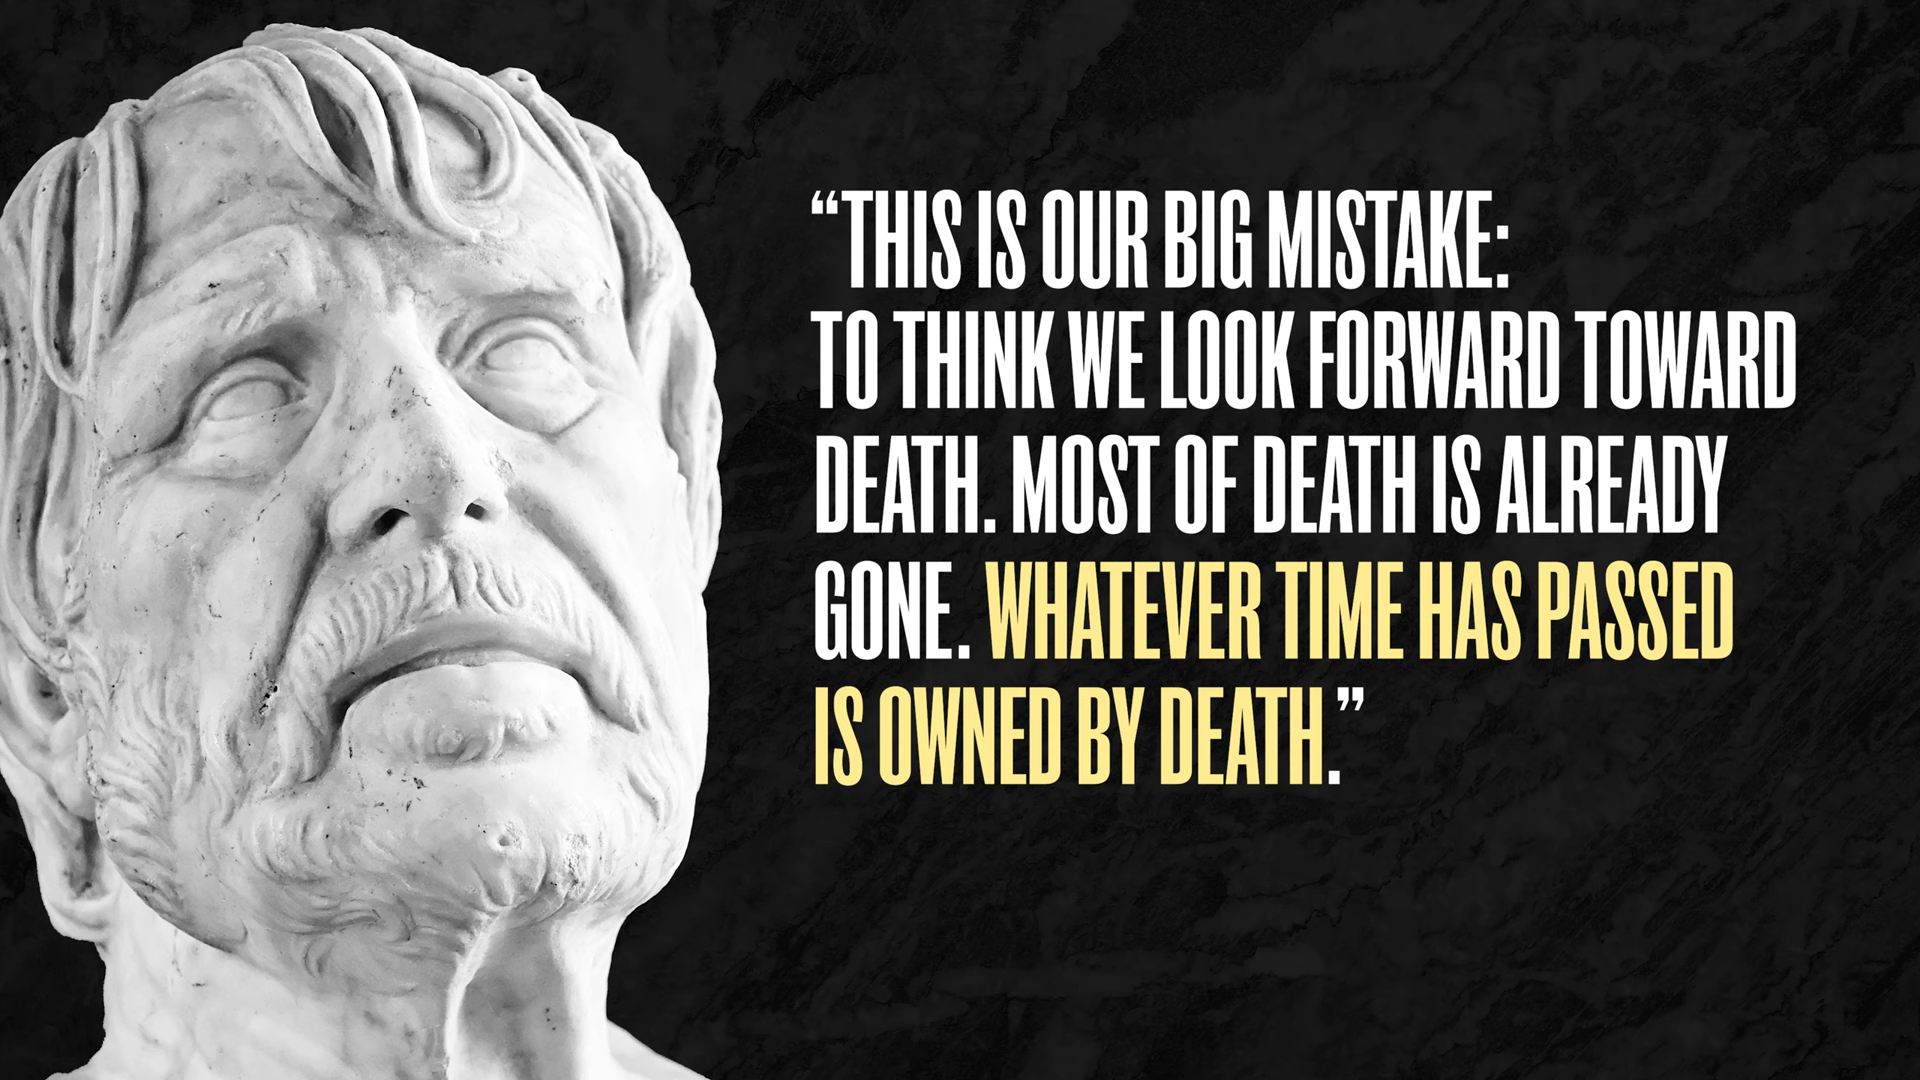 “THIS IS OUR BIG MISTAKE:
TO THINK WE LOOK FORWARD TOWARD
DEATH. MOST OF DEATH IS ALREADY
GONE. WHATEVER TIME HAS PASSED
IS OWNED BY DEATH.”